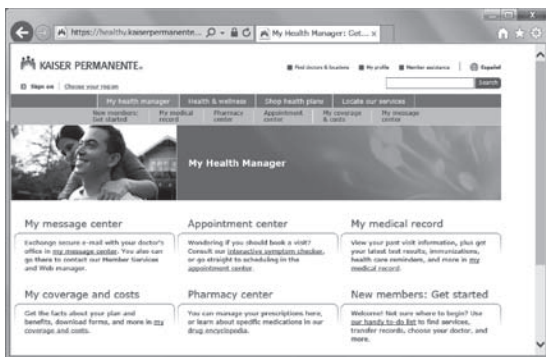 https://healthy.kaiserpermanente...
My Health Manager: Get... x
KAISER PERMANENTE®
Find doctors & locations My profile Member assistance Español
Sign on Choose your region Search
My health manager Health & wellness Shop health plans Locate our services
New members: Get started My medical record Pharmacy center Appointment center My coverage & costs My message center
My Health Manager
My message center
Exchange secure e-mail with your doctor's
office in my message center. You also can
go there to contact our Member Services
and Web manager.
Appointment center
Wondering if you should book a visit?
Consult our interactive symptom checker,
or go straight to scheduling in the
appointment center.
My medical record
View your past visit information, plus get
your latest test results, immunizations,
health care reminders, and more in my
medical record.
My coverage and costs
Get the facts about your plan and
benefits, download forms, and more in my
coverage and costs.
Pharmacy center
You can manage your prescriptions here,
or learn about specific medications in our
drug encyclopedia.
New members: Get started
Welcome! Not sure where to begin? Use
our handy to-do list to find services,
transfer records, choose your doctor, and
more.